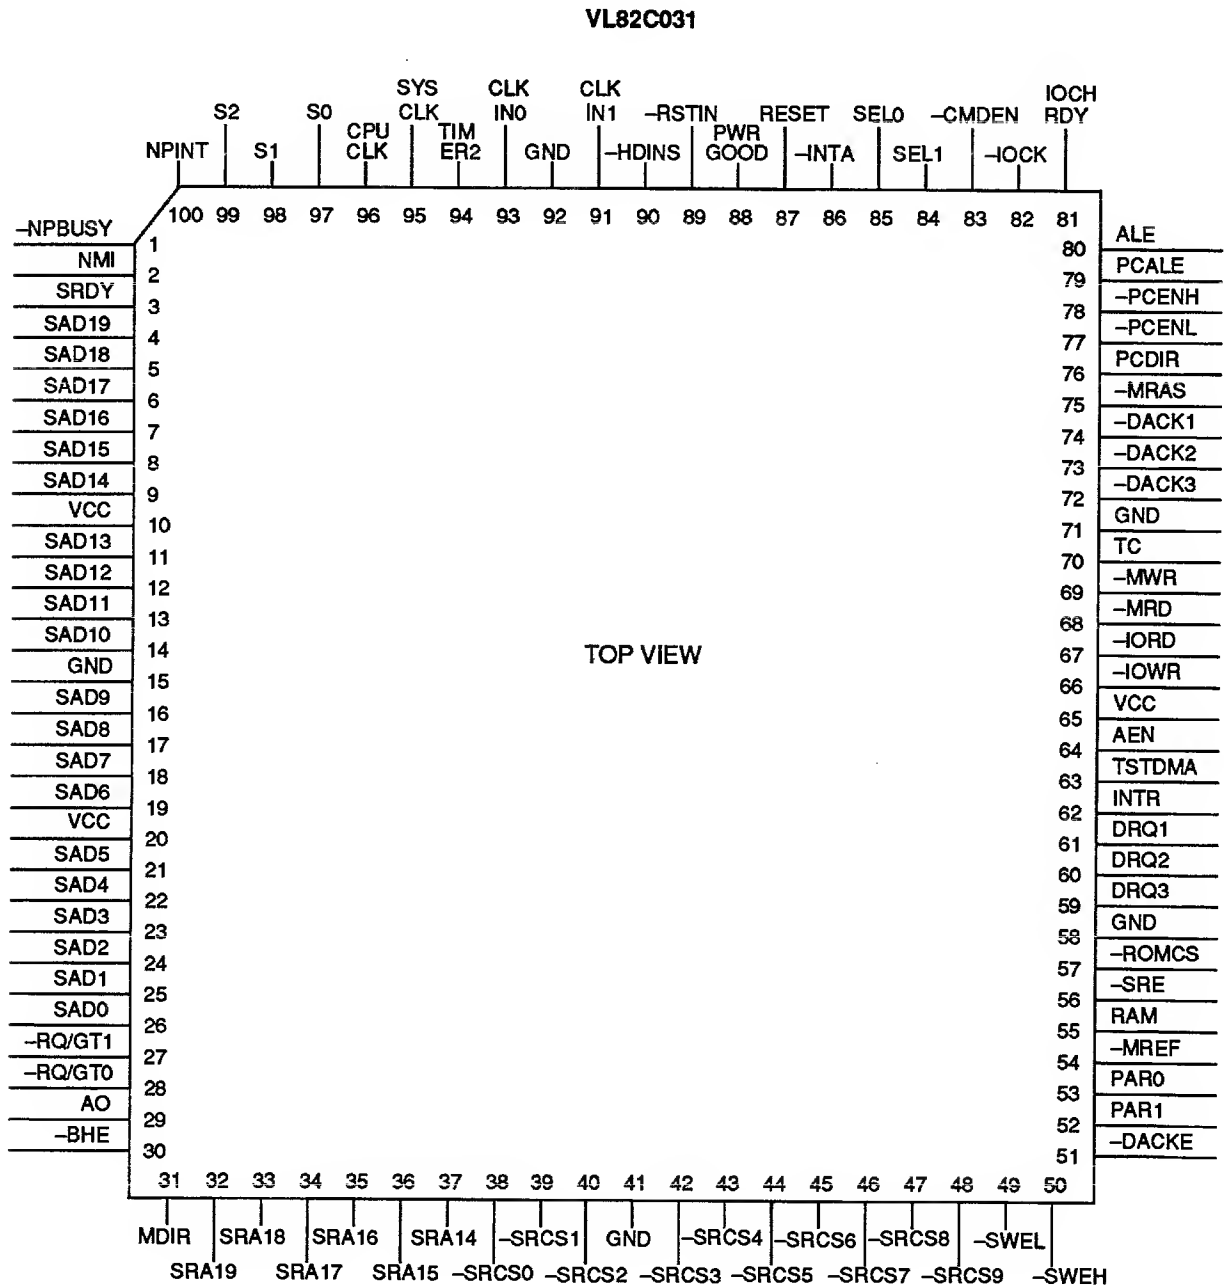 VL82C031
SYS CLK CLK IOCH
S2 S0 CLK IN0 IN1 –RSTIN RESET SEL0 –CMDEN RDY
CPU TIM PWR
NPINT S1 CLK ER2 GND –HDINS GOOD –INTA SEL1 –IOCK
100 99 98 97 96 95 94 93 92 91 90 89 88 87 86 85 84 83 82 81
–NPBUSY 1
NMI 2
SRDY 3
SAD19 4
SAD18 5
SAD17 6
SAD16 7
SAD15 8
SAD14 9
VCC 10
SAD13 11
SAD12 12
SAD11 13
SAD10 14
GND 15
SAD9 16
SAD8 17
SAD7 18
SAD6 19
VCC 20
SAD5 21
SAD4 22
SAD3 23
SAD2 24
SAD1 25
SAD0 26
–RQ/GT1 27
–RQ/GT0 28
AO 29
–BHE 30
TOP VIEW
80 ALE
79 PCALE
78 –PCENH
77 –PCENL
76 PCDIR
75 –MRAS
74 –DACK1
73 –DACK2
72 –DACK3
71 GND
70 TC
69 –MWR
68 –MRD
67 –IORD
66 –IOWR
65 VCC
64 AEN
63 TSTDMA
62 INTR
61 DRQ1
60 DRQ2
59 DRQ3
58 GND
57 –ROMCS
56 –SRE
55 RAM
54 –MREF
53 PAR0
52 PAR1
51 –DACKE
31 32 33 34 35 36 37 38 39 40 41 42 43 44 45 46 47 48 49 50
MDIR SRA18 SRA16 SRA14 –SRCS1 GND –SRCS4 –SRCS6 –SRCS8 –SWEL
SRA19 SRA17 SRA15 –SRCS0 –SRCS2 –SRCS3 –SRCS5 –SRCS7 –SRCS9 –SWEH